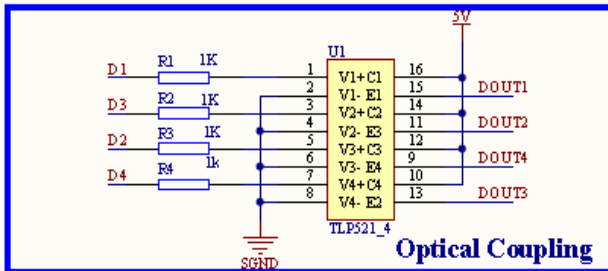 5V
U1
D1 R1 1K 1 V1+C1 16
2 V1- E1 15 DOUT1
D3 R2 1K 3 V2+C2 14
4 V2- E3 11 DOUT2
D2 R3 1K 5 V3+C3 12
6 V3- E4 9 DOUT4
D4 R4 1k 7 V4+C4 10
8 V4- E2 13 DOUT3
TLP521_4
SGND
Optical Coupling